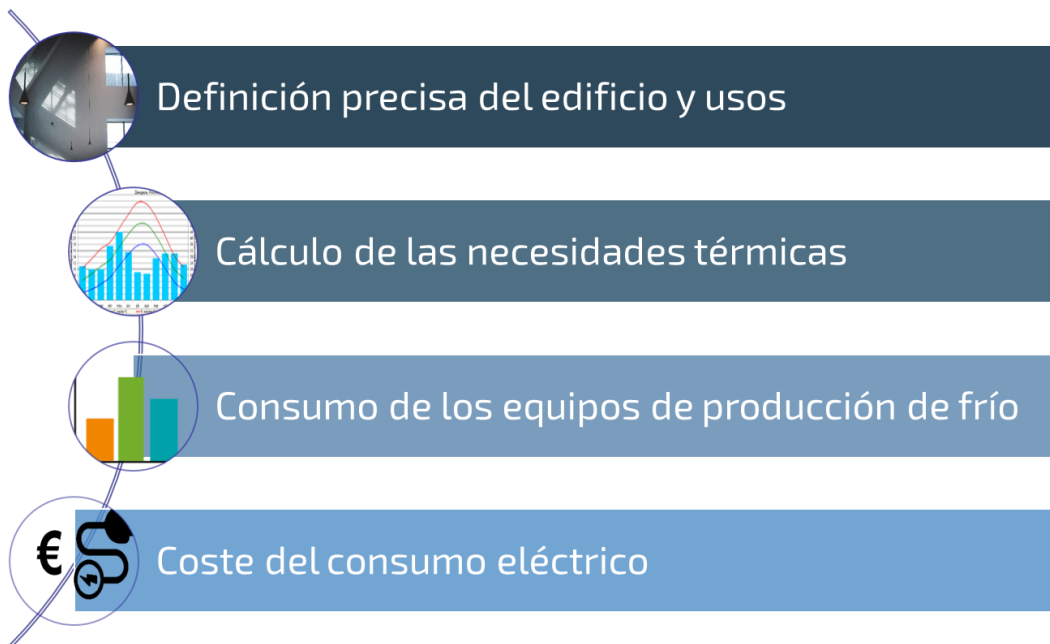 Definición precisa del edificio y usos
Cálculo de las necesidades térmicas
Consumo de los equipos de producción de frío
€
Coste del consumo eléctrico